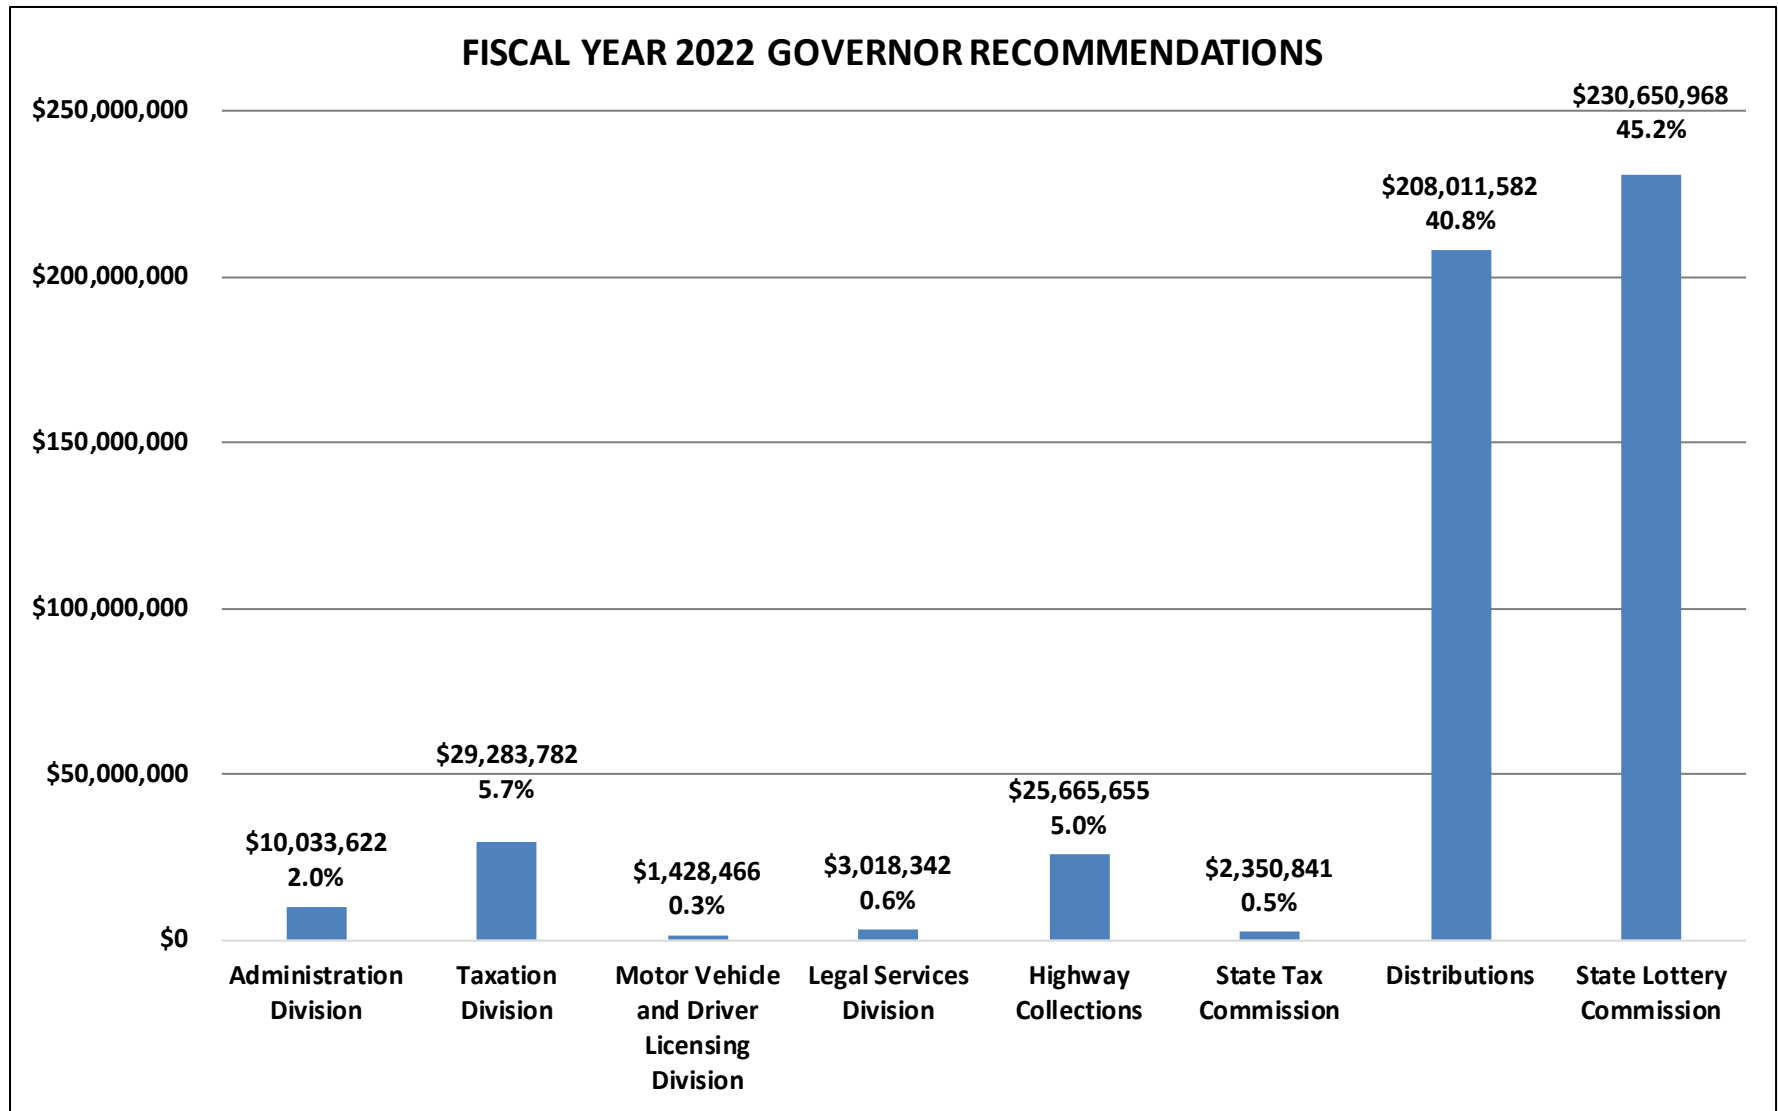 FISCAL YEAR 2022 GOVERNOR RECOMMENDATIONS
$250,000,000
$200,000,000
$150,000,000
$100,000,000
$50,000,000
$0
$10,033,622
2.0%
$29,283,782
5.7%
$1,428,466
0.3%
$3,018,342
0.6%
$25,665,655
5.0%
$2,350,841
0.5%
$208,011,582
40.8%
$230,650,968
45.2%
Administration
Division
Taxation
Division
Motor Vehicle
and Driver
Licensing
Division
Legal Services
Division
Highway
Collections
State Tax
Commission
Distributions
State Lottery
Commission